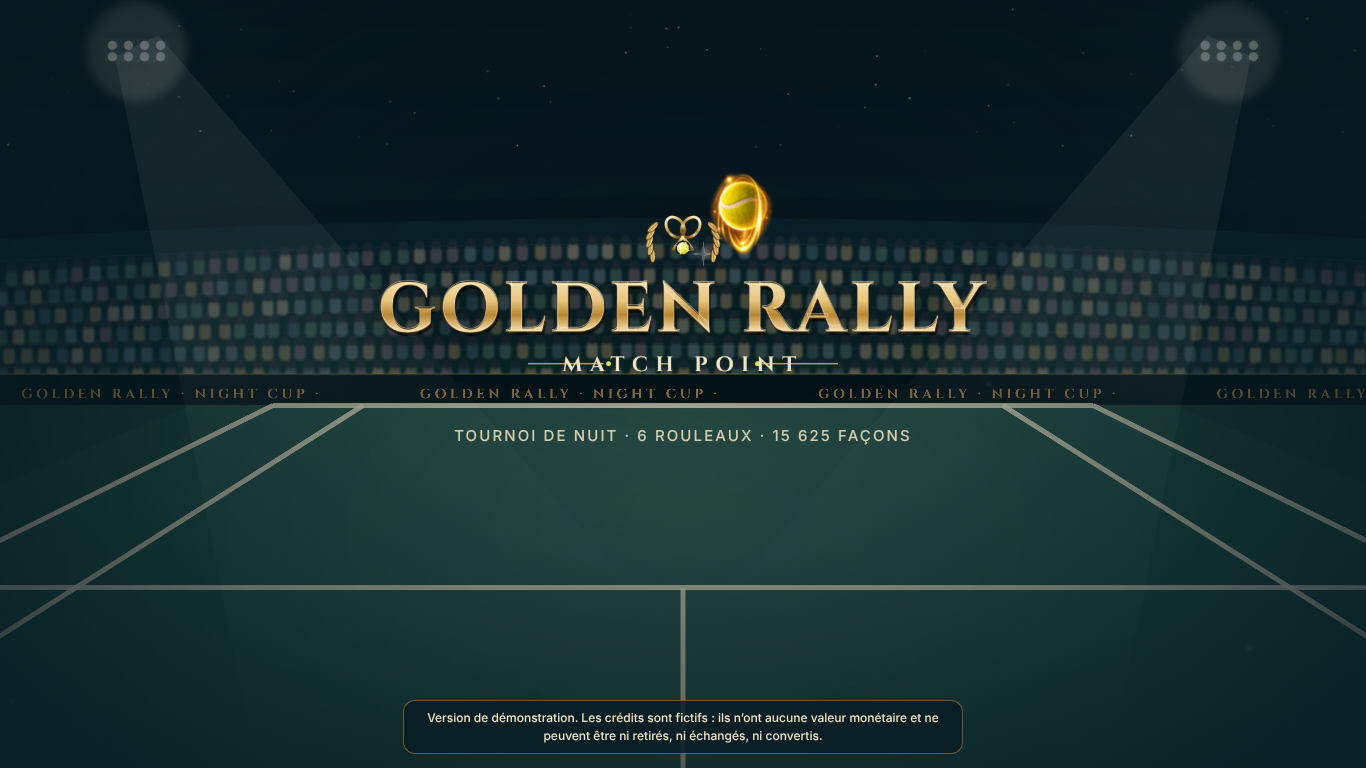 GOLDEN RALLY
MATCH POINT
GOLDEN RALLY · NIGHT CUP · GOLDEN RALLY · NIGHT CUP · GOLDEN RALLY · NIGHT CUP · GOLDEN RALLY
TOURNOI DE NUIT · 6 ROULEAUX · 15 625 FAÇONS
Version de démonstration. Les crédits sont fictifs : ils n’ont aucune valeur monétaire et ne
peuvent être ni retirés, ni échangés, ni convertis.